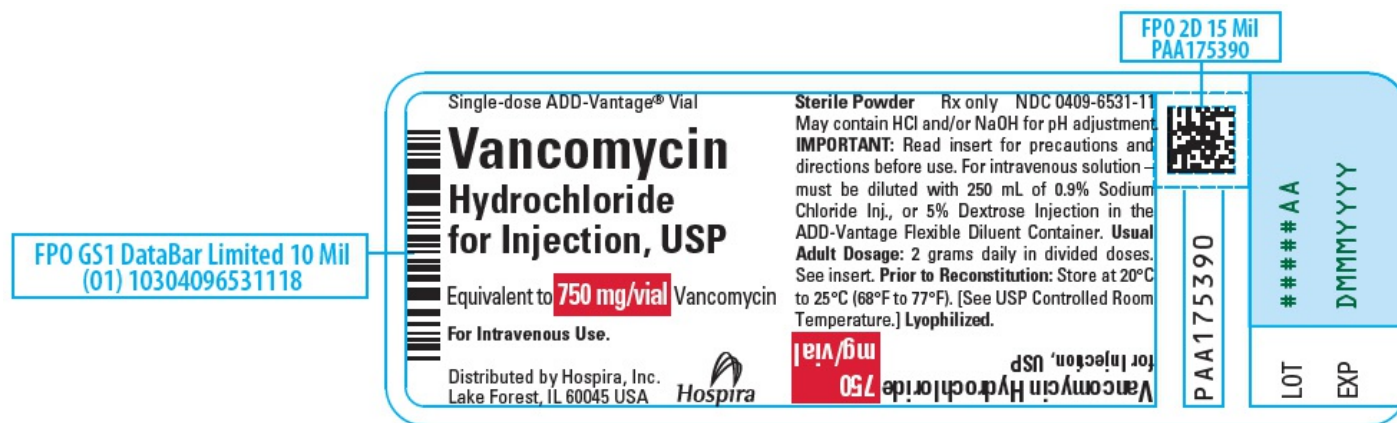 FPO 2D 15 Mil
PAA175390
FPO GS1 DataBar Limited 10 Mil
(01) 10304096531118
Single-dose ADD-Vantage® Vial
Vancomycin
Hydrochloride
for Injection, USP
Equivalent to 750 mg/vial Vancomycin
For Intravenous Use.
Distributed by Hospira, Inc.
Lake Forest, IL 60045 USA
Hospira
Sterile Powder Rx only NDC 0409-6531-11
May contain HCl and/or NaOH for pH adjustment.
IMPORTANT: Read insert for precautions and
directions before use. For intravenous solution –
must be diluted with 250 mL of 0.9% Sodium
Chloride Inj., or 5% Dextrose Injection in the
ADD-Vantage Flexible Diluent Container. Usual
Adult Dosage: 2 grams daily in divided doses.
See insert. Prior to Reconstitution: Store at 20°C
to 25°C (68°F to 77°F). [See USP Controlled Room
Temperature.] Lyophilized.
Vancomycin Hydrochloride
for Injection, USP
750
mg/vial
PAA175390
LOT #####AA
EXP DMMMYYYY